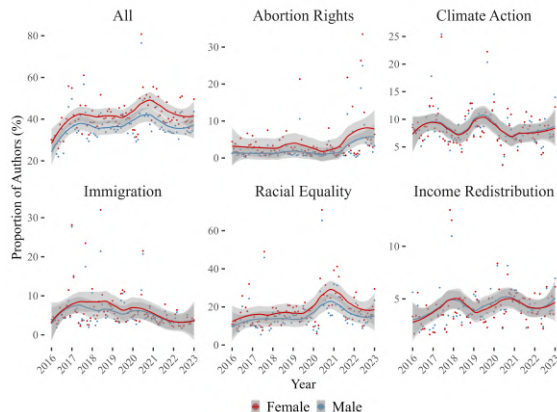 All
Abortion Rights
Climate Action
80
60
40
20
30
20
10
0
25
20
15
10
5
Proportion of Authors (%)
Immigration
Racial Equality
Income Redistribution
30
20
10
0
60
40
20
0
10
5
0
2016 2017 2018 2019 2020 2021 2022 2023
2016 2017 2018 2019 2020 2021 2022 2023
2016 2017 2018 2019 2020 2021 2022 2023
Year
Female Male